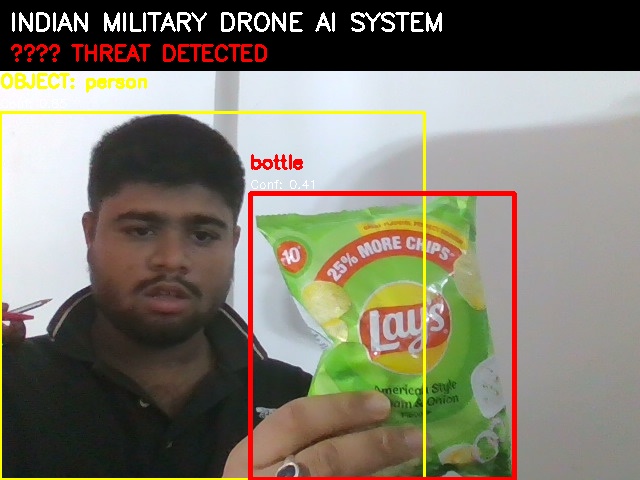 INDIAN MILITARY DRONE AI SYSTEM
???? THREAT DETECTED
OBJECT: person
bottle
Conf: 0.41
₹10
25% MORE CHIPS
Lay's
American Style
Cream & Onion